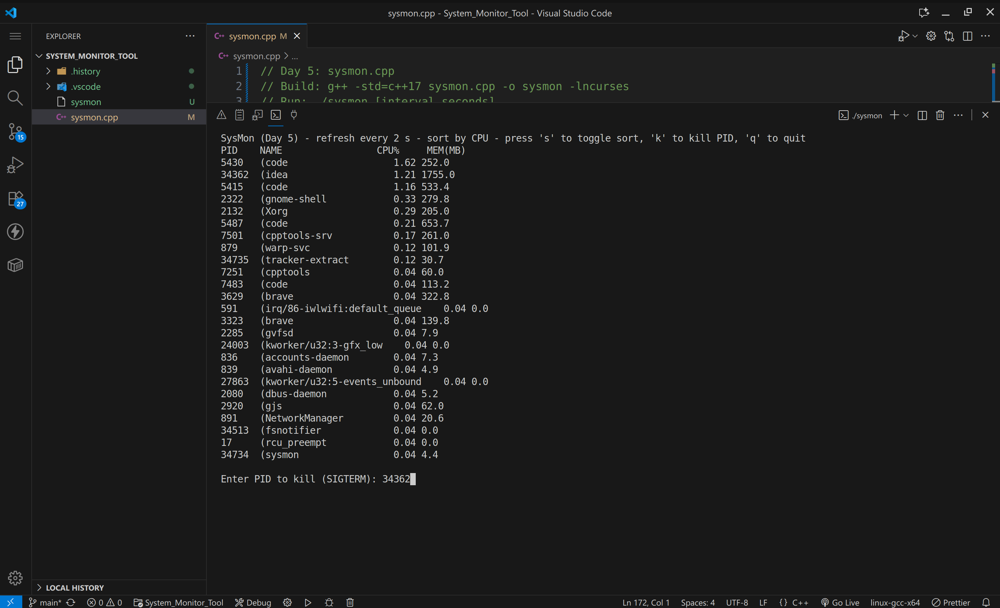 sysmon.cpp - System_Monitor_Tool - Visual Studio Code
EXPLORER
SYSTEM_MONITOR_TOOL
.history
.vscode
sysmon U
sysmon.cpp M
15
27
LOCAL HISTORY
sysmon.cpp M
sysmon.cpp > ...
1 // Day 5: sysmon.cpp
2 // Build: g++ -std=c++17 sysmon.cpp -o sysmon -lncurses
3 // Run: ./sysmon [interval_seconds]
./sysmon
SysMon (Day 5) - refresh every 2 s - sort by CPU - press 's' to toggle sort, 'k' to kill PID, 'q' to quit
PID NAME CPU% MEM(MB)
5430 (code 1.62 252.0
34362 (idea 1.21 1755.0
5415 (code 1.16 533.4
2322 (gnome-shell 0.33 279.8
2132 (Xorg 0.29 205.0
5487 (code 0.21 653.7
7501 (cpptools-srv 0.17 261.0
879 (warp-svc 0.12 101.9
34735 (tracker-extract 0.12 30.7
7251 (cpptools 0.04 60.0
7483 (code 0.04 113.2
3629 (brave 0.04 322.8
591 (irq/86-iwlwifi:default_queue 0.04 0.0
3323 (brave 0.04 139.8
2285 (gvfsd 0.04 7.9
24003 (kworker/u32:3-gfx_low 0.04 0.0
836 (accounts-daemon 0.04 7.3
839 (avahi-daemon 0.04 4.9
27863 (kworker/u32:5-events_unbound 0.04 0.0
2080 (dbus-daemon 0.04 5.2
2920 (gjs 0.04 62.0
891 (NetworkManager 0.04 20.6
34513 (fsnotifier 0.04 0.0
17 (rcu_preempt 0.04 0.0
34734 (sysmon 0.04 4.4
Enter PID to kill (SIGTERM): 34362
main* 0 0 System_Monitor_Tool Debug Ln 172, Col 1 Spaces: 4 UTF-8 LF {} C++ Go Live linux-gcc-x64 Prettier